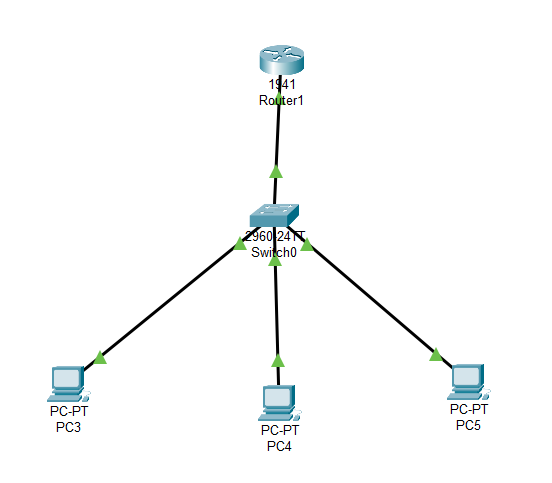 1941
Router1
2960-24TT
Switch0
PC-PT
PC3
PC-PT
PC4
PC-PT
PC5